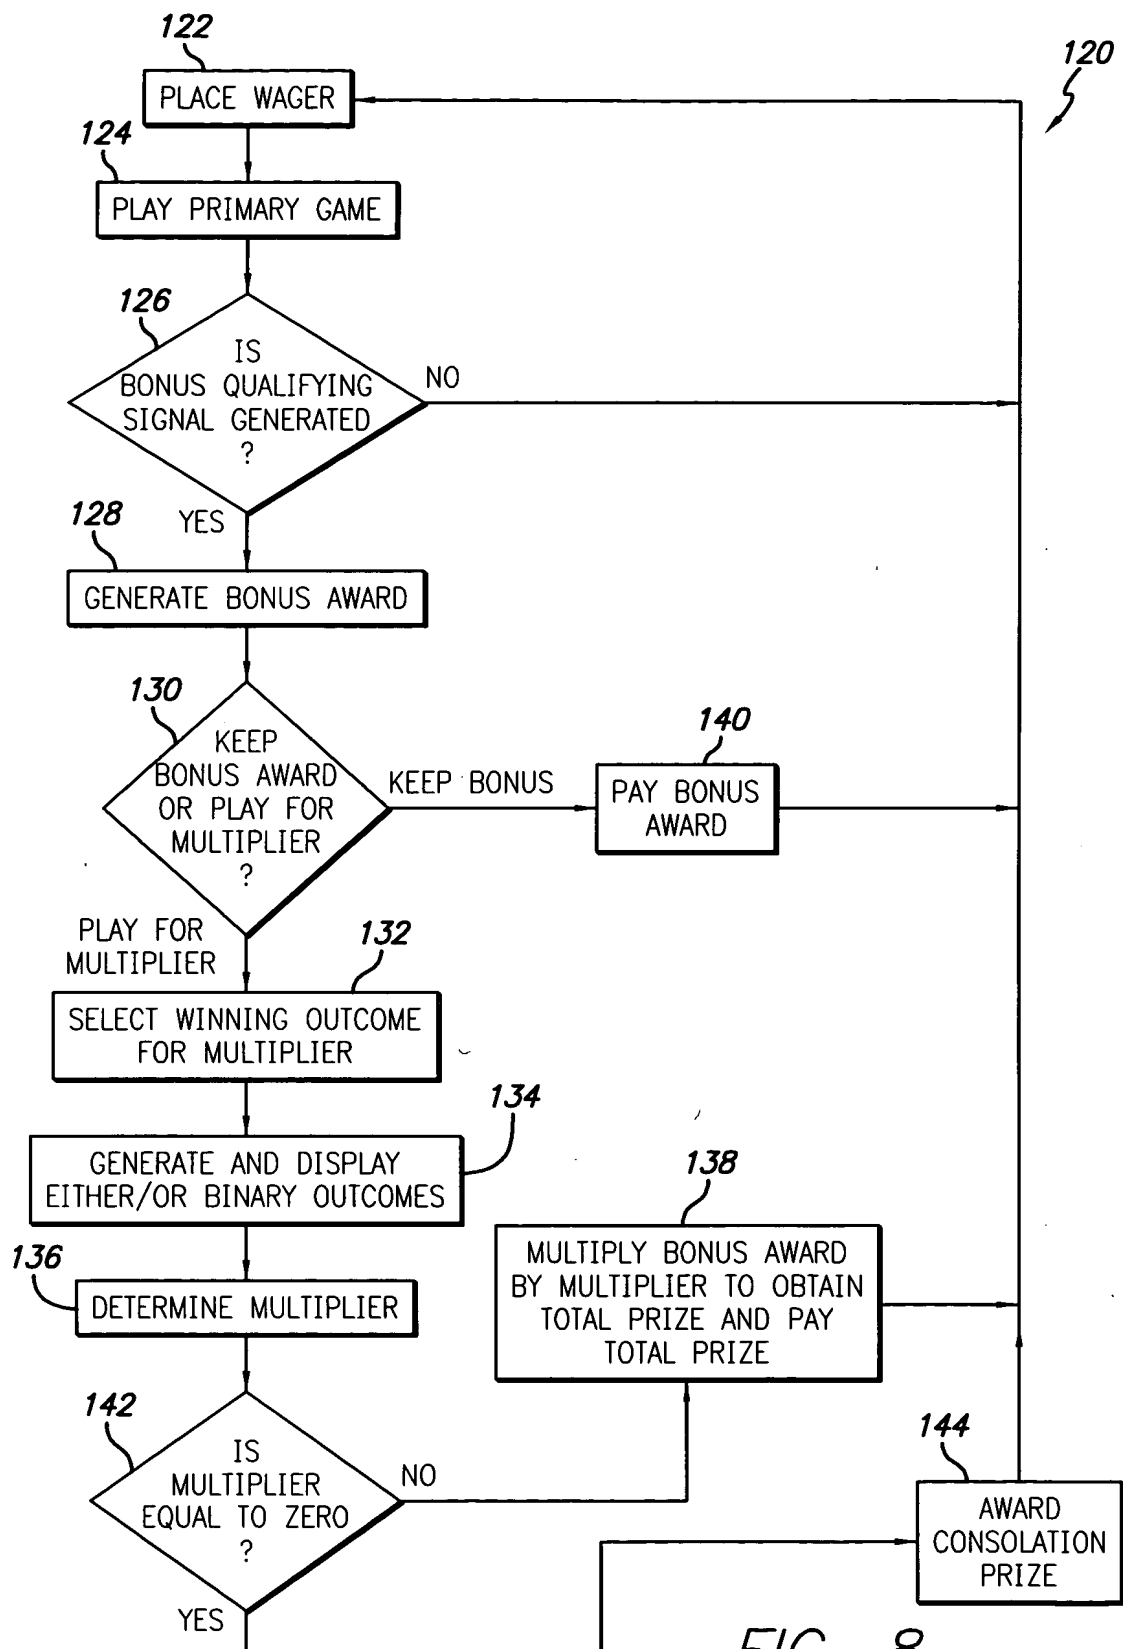 122
120
PLACE WAGER
124
PLAY PRIMARY GAME
126
IS
BONUS QUALIFYING
SIGNAL GENERATED
?
NO
YES
128
GENERATE BONUS AWARD
130
KEEP
BONUS AWARD
OR PLAY FOR
MULTIPLIER
?
KEEP BONUS
140
PAY BONUS
AWARD
PLAY FOR
MULTIPLIER
132
SELECT WINNING OUTCOME
FOR MULTIPLIER
134
GENERATE AND DISPLAY
EITHER/OR BINARY OUTCOMES
138
MULTIPLY BONUS AWARD
BY MULTIPLIER TO OBTAIN
TOTAL PRIZE AND PAY
TOTAL PRIZE
136
DETERMINE MULTIPLIER
142
IS
MULTIPLIER
EQUAL TO ZERO
?
NO
144
AWARD
CONSOLATION
PRIZE
YES
FIG. 8